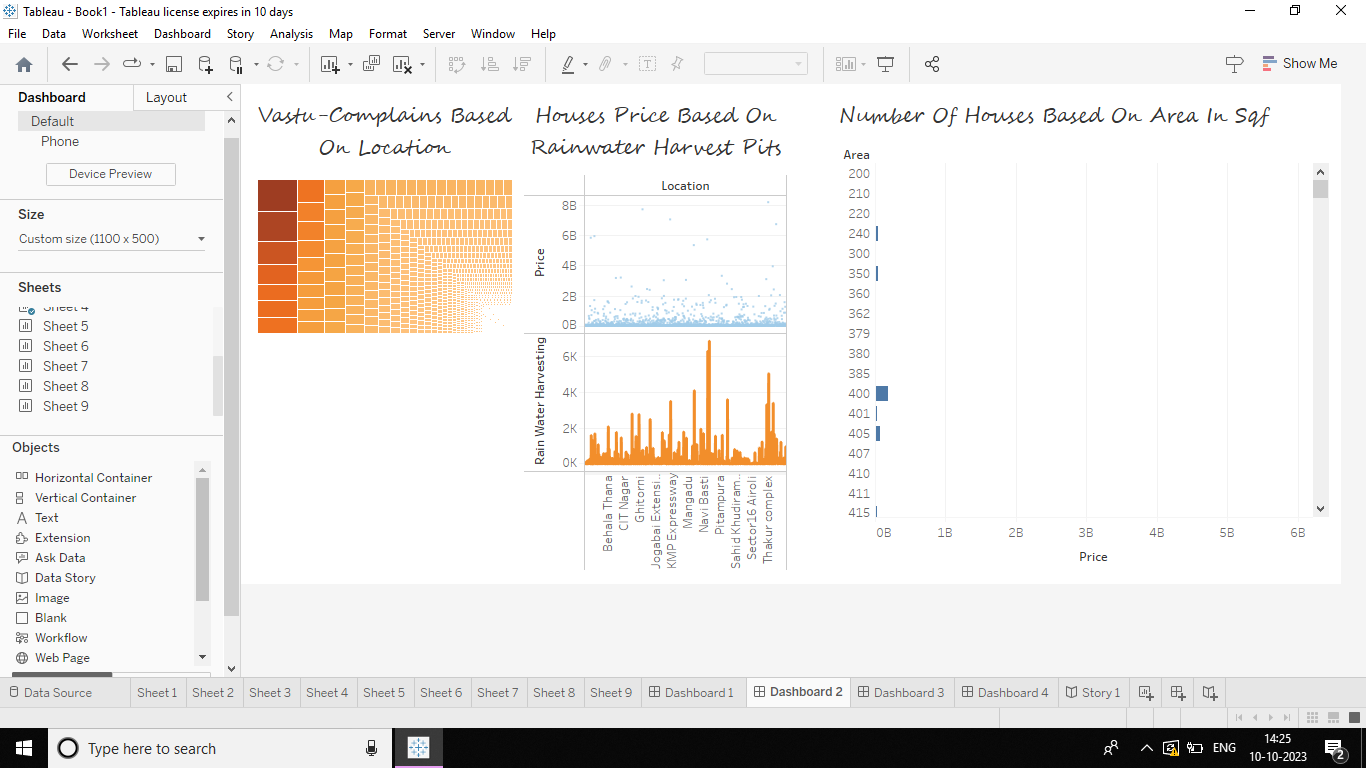 Tableau - Book1 - Tableau license expires in 10 days
File Data Worksheet Dashboard Story Analysis Map Format Server Window Help
Show Me
Dashboard Layout
Default
Phone
Device Preview
Size
Custom size (1100 x 500)
Sheets
Sheet 4
Sheet 5
Sheet 6
Sheet 7
Sheet 8
Sheet 9
Objects
Horizontal Container
Vertical Container
Text
Extension
Ask Data
Data Story
Image
Blank
Workflow
Web Page
Vastu-Complains Based
On Location
Houses Price Based On
Rainwater Harvest Pits
Location
Price
8B
6B
4B
2B
0B
Rain Water Harvesting
6K
4K
2K
0K
Behala Thana
CIT Nagar
Ghitorni
Jogabai Extensi..
KMP Expressway
Mangadu
Navi Basti
Pitampura
Sahid Khudiram..
Sector16 Airoli
Thakur complex
Number Of Houses Based On Area In Sqf
Area
200
210
220
240
300
350
360
362
379
380
385
400
401
405
407
410
411
415
0B 1B 2B 3B 4B 5B 6B
Price
Data Source Sheet 1 Sheet 2 Sheet 3 Sheet 4 Sheet 5 Sheet 6 Sheet 7 Sheet 8 Sheet 9 Dashboard 1 Dashboard 2 Dashboard 3 Dashboard 4 Story 1
Type here to search
ENG
14:25
10-10-2023
2